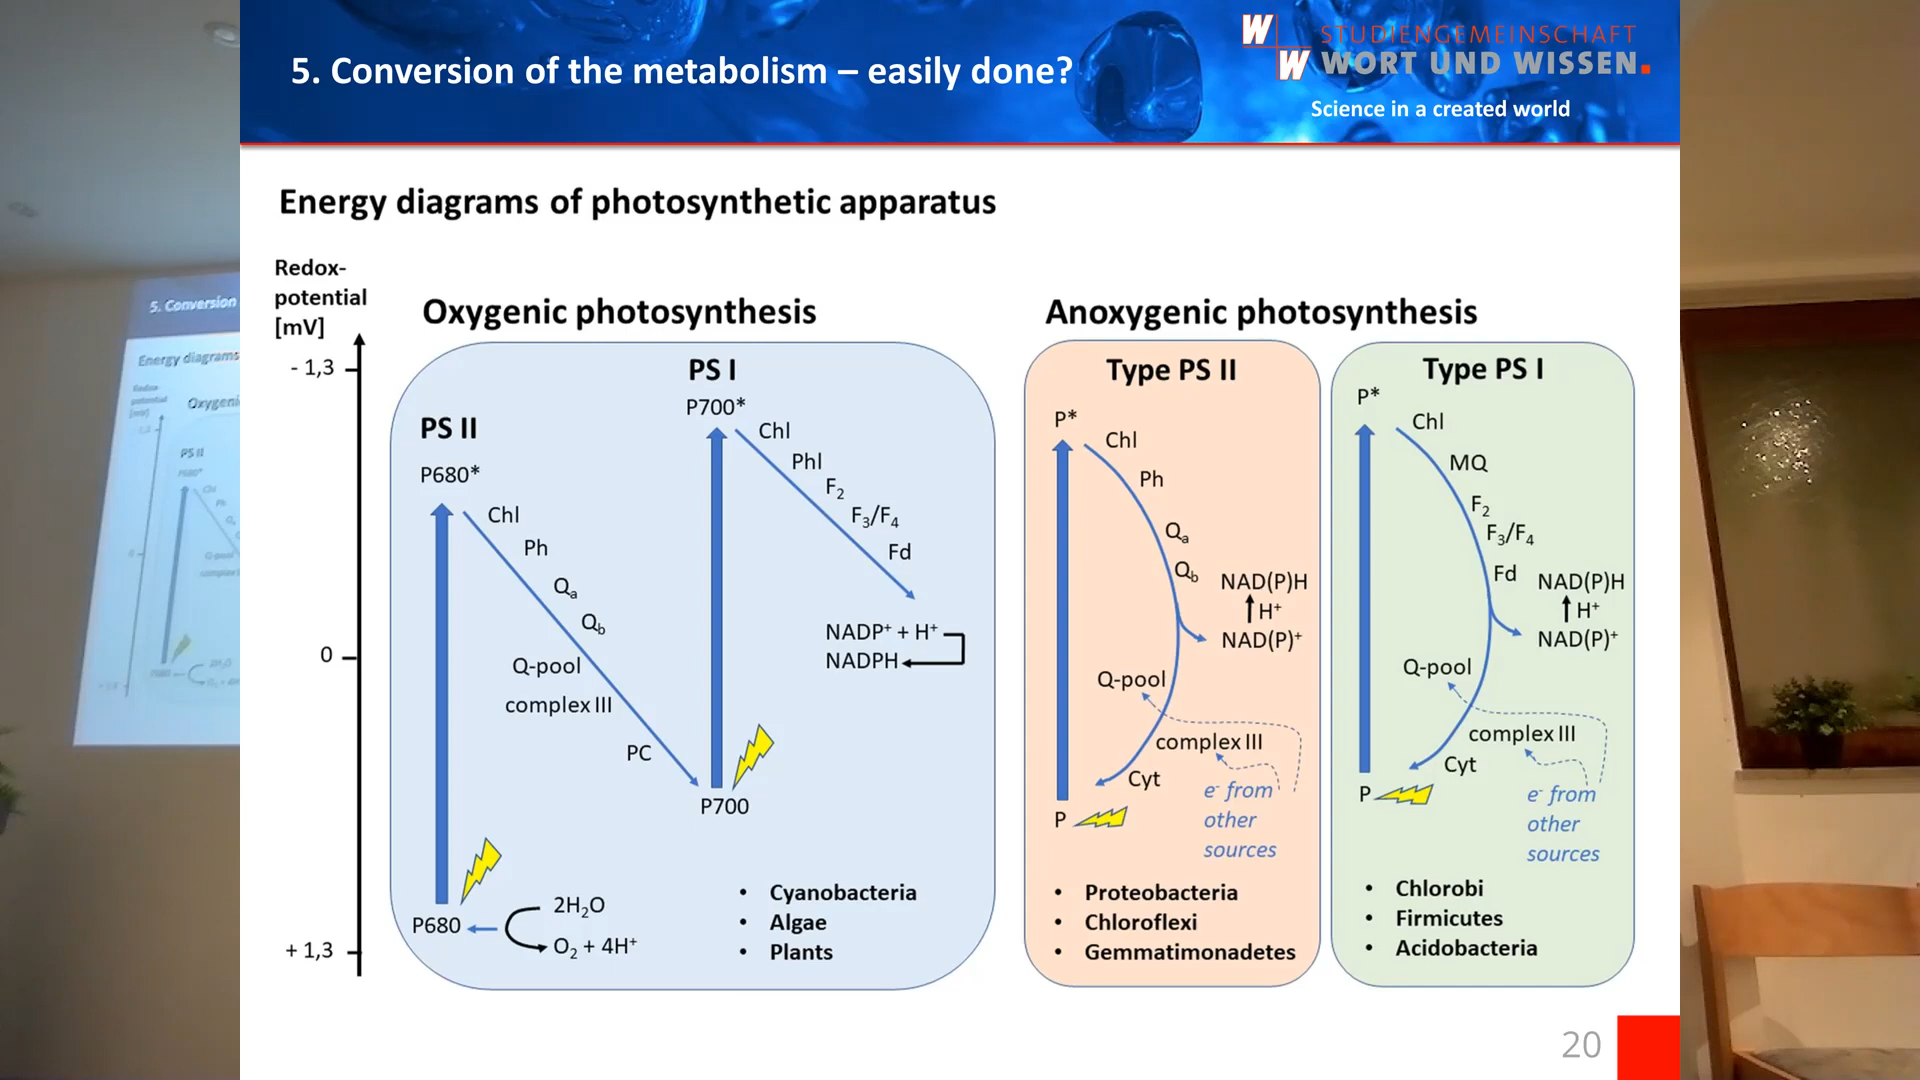 5. Conversion of the metabolism – easily done?
WW STUDIENGEMEINSCHAFT
WORT UND WISSEN.
Science in a created world
Energy diagrams of photosynthetic apparatus
Redox-
potential
[mV]
- 1,3
0
+ 1,3
Oxygenic photosynthesis
PS I
P700*
PS II
P680*
Chl
Phl
F2
F3/F4
Fd
Chl
Ph
Qa
Qb
Q-pool
complex III
PC
NADP+ + H+
NADPH
P700
P680
2H2O
O2 + 4H+
• Cyanobacteria
• Algae
• Plants
Anoxygenic photosynthesis
Type PS II
P*
Chl
Ph
Qa
Qb
NAD(P)H
H+
NAD(P)+
Q-pool
complex III
Cyt
P
e- from
other
sources
• Proteobacteria
• Chloroflexi
• Gemmatimonadetes
Type PS I
P*
Chl
MQ
F2
F3/F4
Fd
NAD(P)H
H+
NAD(P)+
Q-pool
complex III
Cyt
P
e- from
other
sources
• Chlorobi
• Firmicutes
• Acidobacteria
20
5. Conversion
Energy diagrams
Oxygeni
PS II